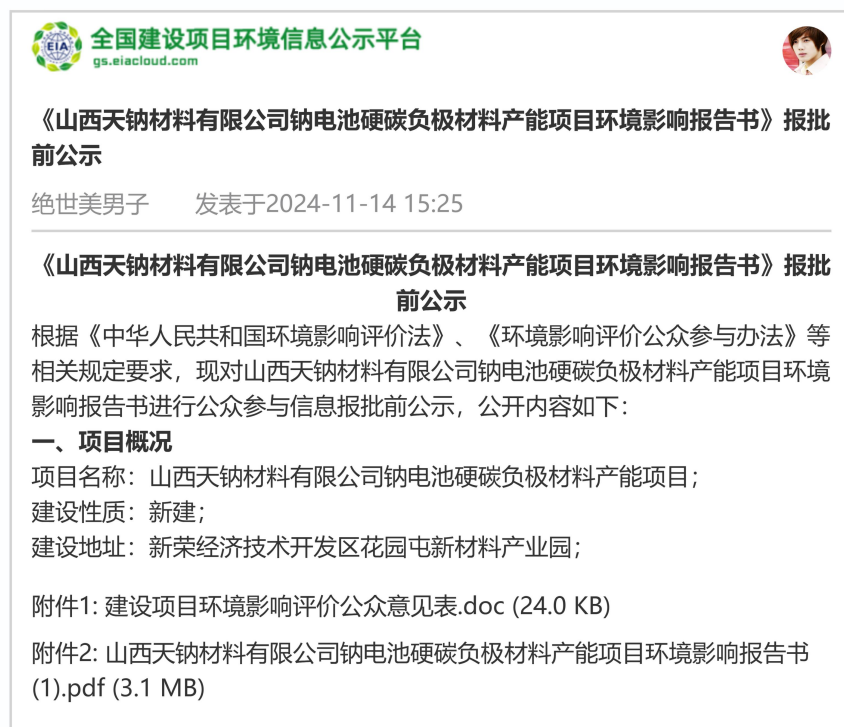 EIA
全国建设项目环境信息公示平台
gs.eiacloud.com
《山西天钠材料有限公司钠电池硬碳负极材料产能项目环境影响报告书》报批
前公示
绝世美男子 发表于2024-11-14 15:25
《山西天钠材料有限公司钠电池硬碳负极材料产能项目环境影响报告书》报批
前公示
根据《中华人民共和国环境影响评价法》、《环境影响评价公众参与办法》等
相关规定要求，现对山西天钠材料有限公司钠电池硬碳负极材料产能项目环境
影响报告书进行公众参与信息报批前公示，公开内容如下：
一、项目概况
项目名称：山西天钠材料有限公司钠电池硬碳负极材料产能项目；
建设性质：新建；
建设地址：新荣经济技术开发区花园屯新材料产业园；
附件1: 建设项目环境影响评价公众意见表.doc (24.0 KB)
附件2: 山西天钠材料有限公司钠电池硬碳负极材料产能项目环境影响报告书
(1).pdf (3.1 MB)